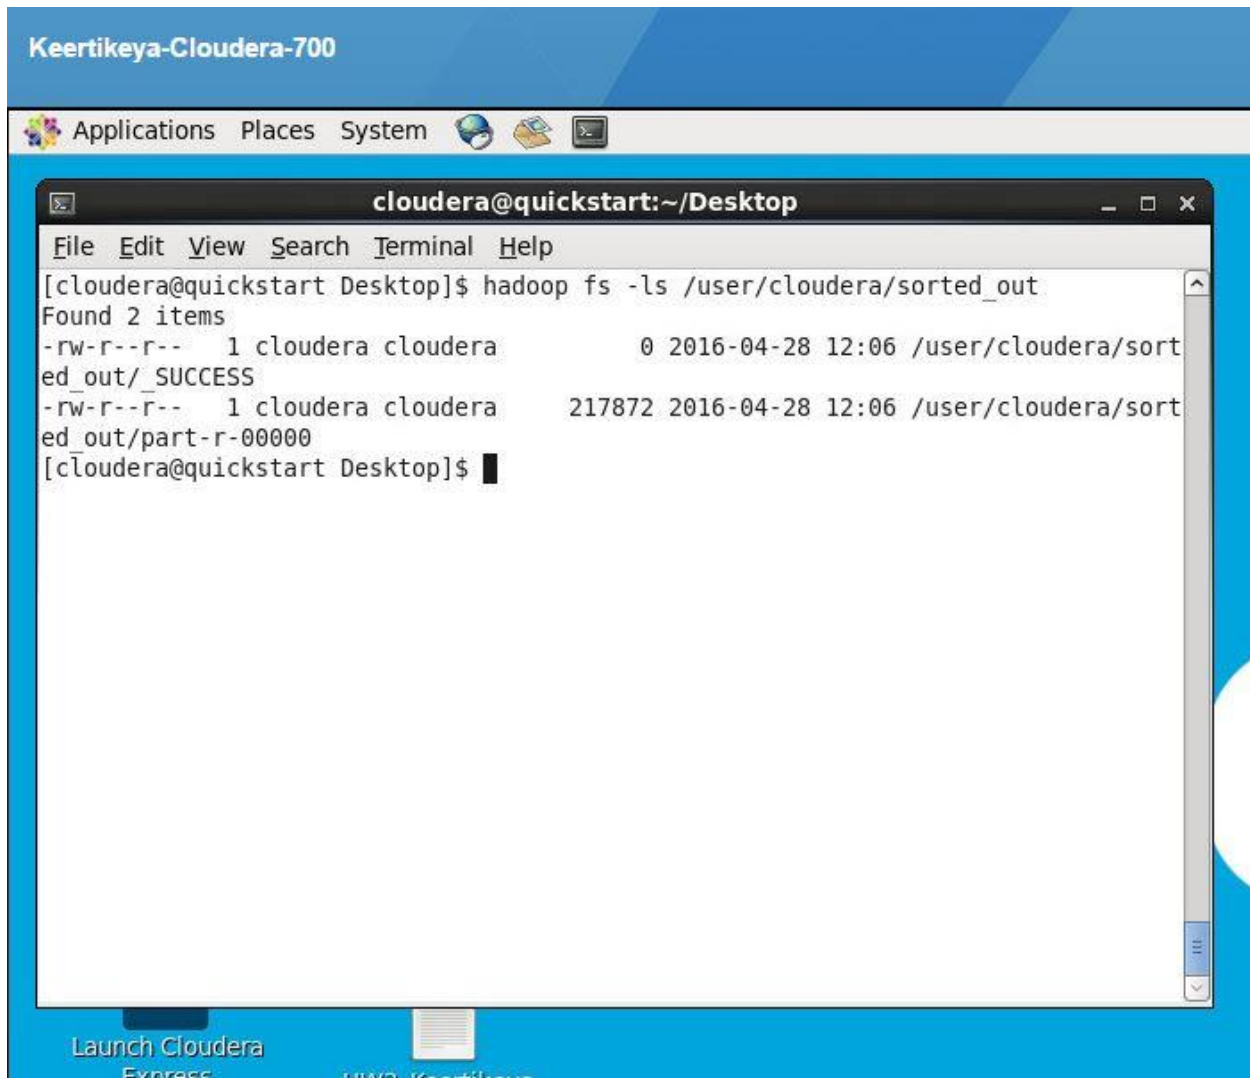 Keertikeya-Cloudera-700
Applications Places System
cloudera@quickstart:~/Desktop
File Edit View Search Terminal Help
[cloudera@quickstart Desktop]$ hadoop fs -ls /user/cloudera/sorted_out
Found 2 items
-rw-r--r--   1 cloudera cloudera          0 2016-04-28 12:06 /user/cloudera/sort
ed_out/_SUCCESS
-rw-r--r--   1 cloudera cloudera     217872 2016-04-28 12:06 /user/cloudera/sort
ed_out/part-r-00000
[cloudera@quickstart Desktop]$
Launch Cloudera
Express